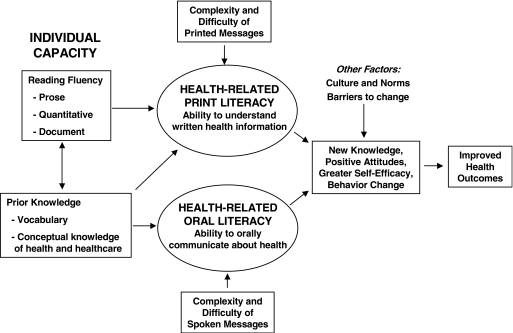 Complexity and
Difficulty of
Printed Messages
INDIVIDUAL
CAPACITY
Reading Fluency
- Prose
- Quantitative
- Document
HEALTH-RELATED
PRINT LITERACY
Ability to understand
written health information
Other Factors:
Culture and Norms
Barriers to change
New Knowledge,
Positive Attitudes,
Greater Self-Efficacy,
Behavior Change
Improved
Health
Outcomes
Prior Knowledge
- Vocabulary
- Conceptual knowledge
of health and healthcare
HEALTH-RELATED
ORAL LITERACY
Ability to orally
communicate about health
Complexity and
Difficulty of
Spoken Messages